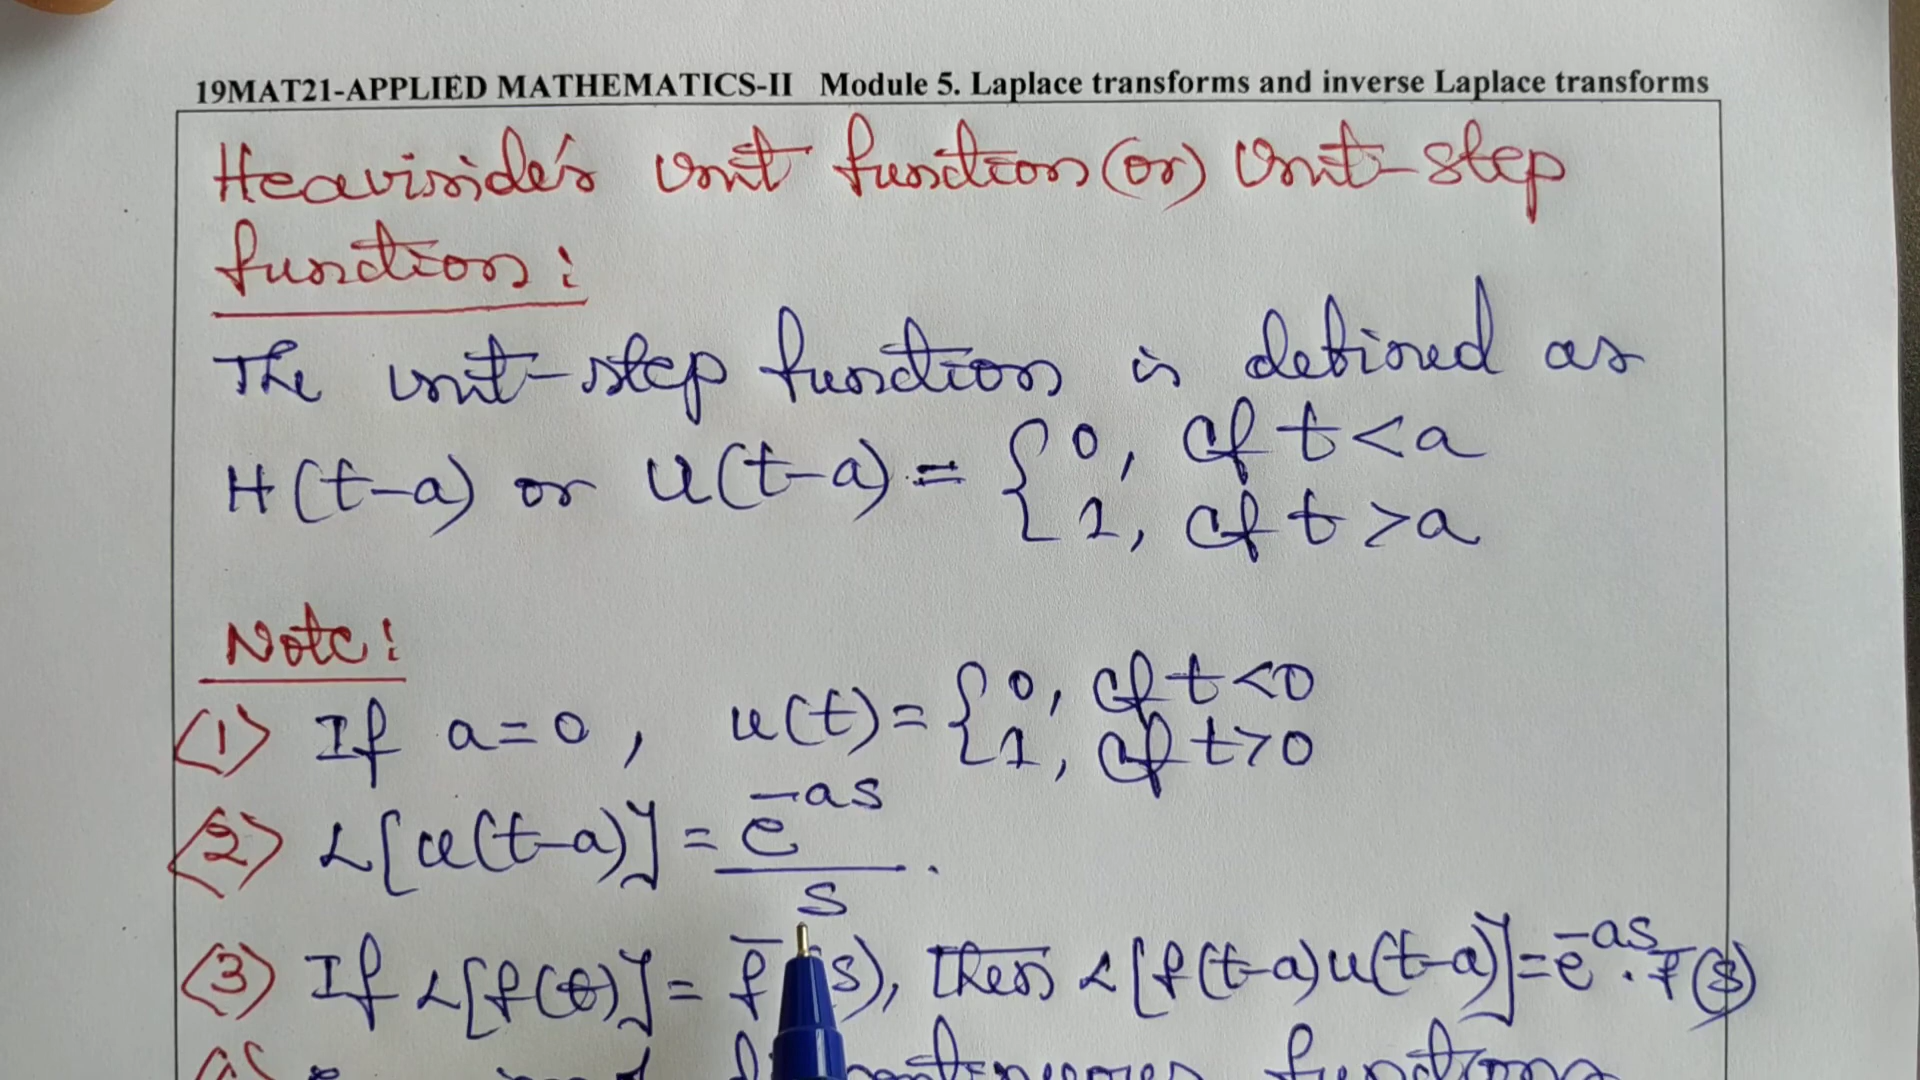 19MAT21-APPLIED MATHEMATICS-II Module 5. Laplace transforms and inverse Laplace transforms
Heaviside's unit function (or) Unit-step
function:
The unit-step function is defined as
H(t-a) or u(t-a) = { 0, if t < a
1, if t > a
Note:
(1) If a = 0, u(t) = { 0, if t < 0
1, if t > 0
(2) L[u(t-a)] = e^-as / s .
(3) If L[f(t)] = f̅(s), then L[f(t-a)u(t-a)] = e^-as . f̅(s)
functions